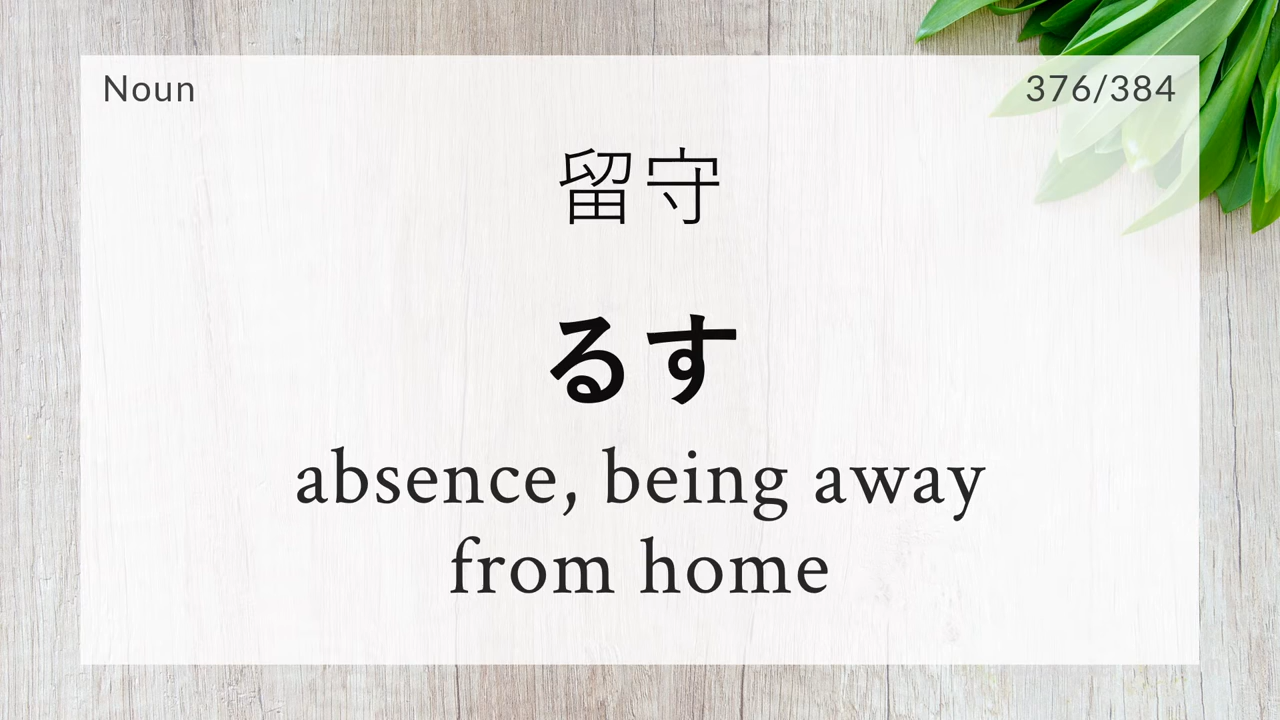 Noun
376/384
留守
るす
absence, being away
from home